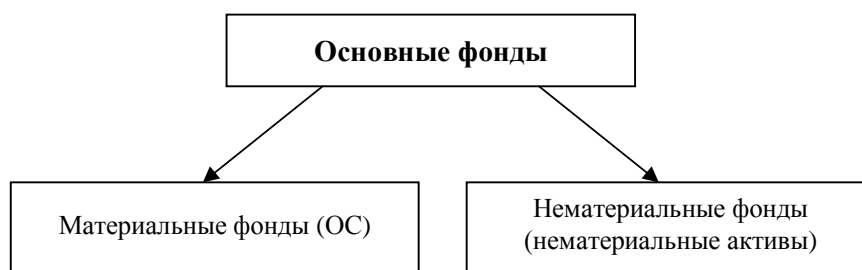 Основные фонды
Материальные фонды (ОС)
Нематериальные фонды
(нематериальные активы)